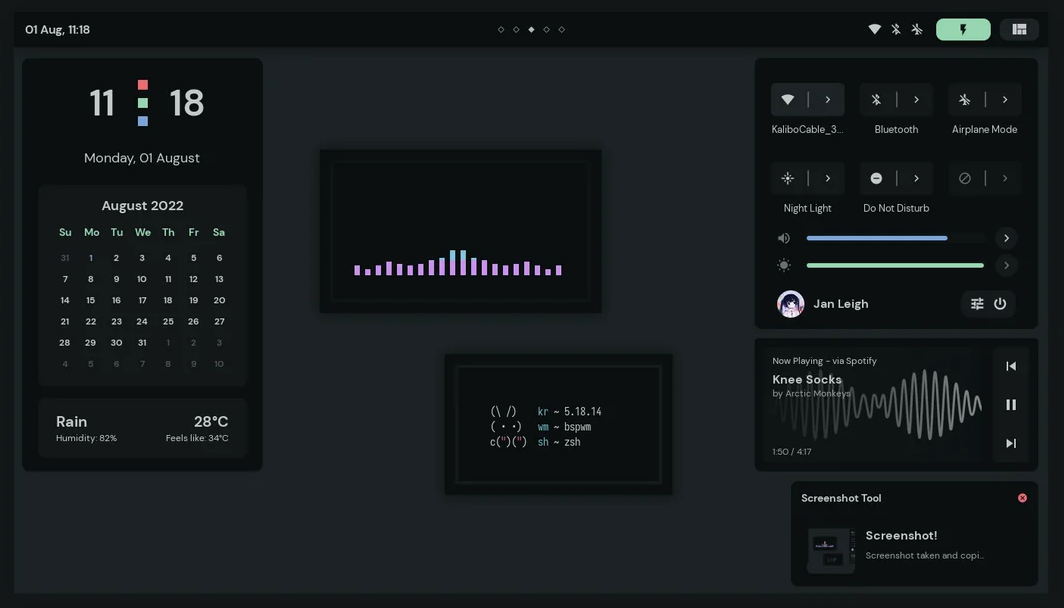 01 Aug, 11:18
11 18
Monday, 01 August
August 2022
Su Mo Tu We Th Fr Sa
31 1 2 3 4 5 6
7 8 9 10 11 12 13
14 15 16 17 18 19 20
21 22 23 24 25 26 27
28 29 30 31 1 2 3
4 5 6 7 8 9 10
Rain 28°C
Humidity: 82% Feels like: 34°C
(\ /) kr ~ 5.18.14
( · ·) wm ~ bspwm
c(")(") sh ~ zsh
KaliboCable_3... Bluetooth Airplane Mode
Night Light Do Not Disturb
Jan Leigh
Now Playing - via Spotify
Knee Socks
by Arctic Monkeys
1:50 / 4:17
Screenshot Tool
Screenshot!
Screenshot taken and copi...